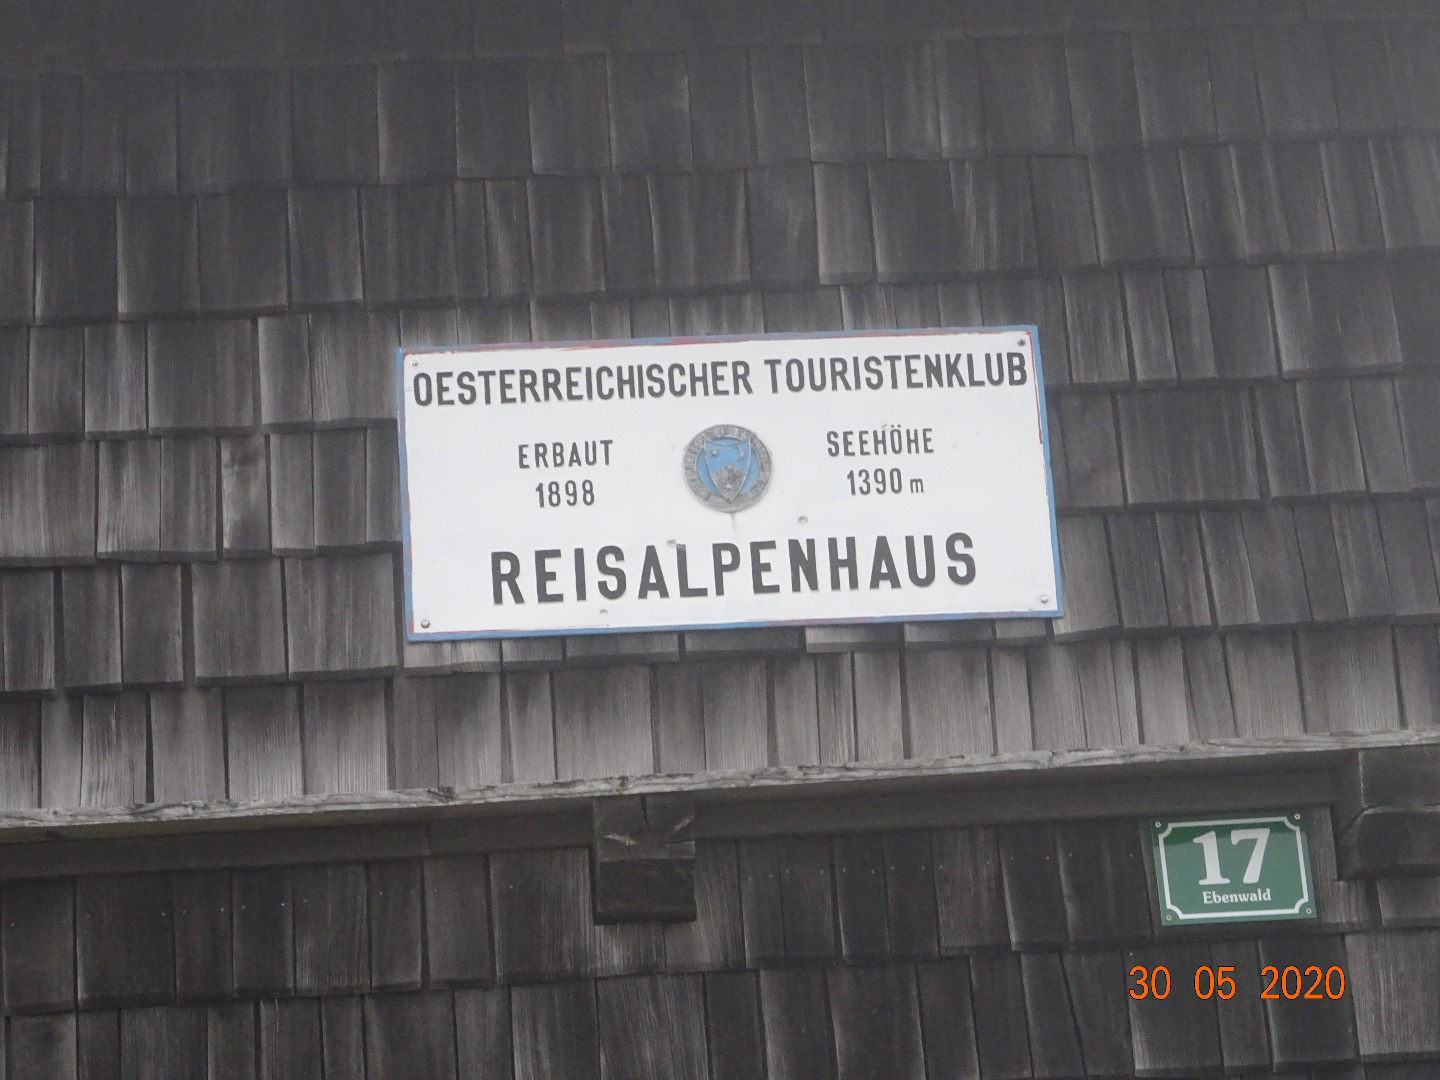 OESTERREICHISCHER TOURISTENKLUB
ERBAUT
1898
SEEHÖHE
1390 m
REISALPENHAUS
17
Ebenwald
30 05 2020